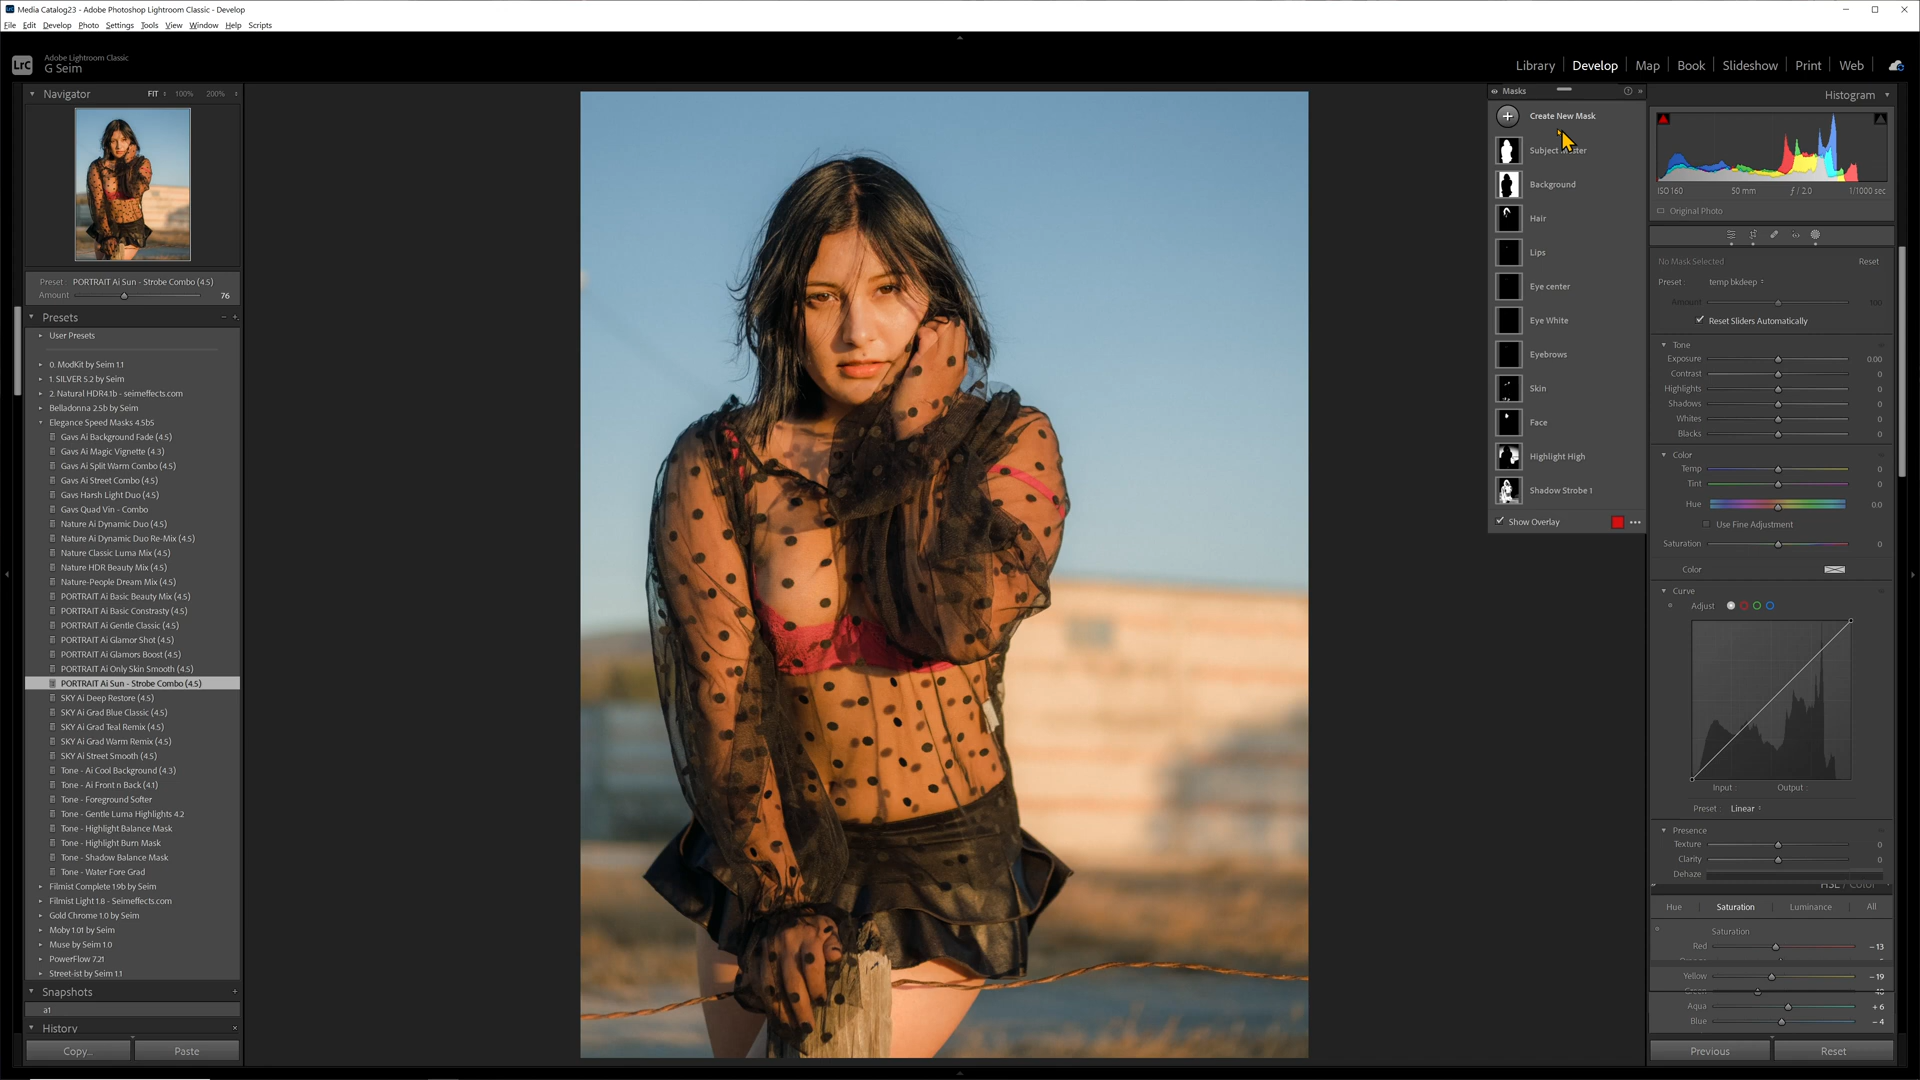 Media Catalog23 - Adobe Photoshop Lightroom Classic - Develop
File Edit Develop Photo Settings Tools View Window Help Scripts
LrC
Adobe Lightroom Classic
G Seim
Library Develop Map Book Slideshow Print Web
Navigator FIT 100% 200%
Preset: PORTRAIT Ai Sun - Strobe Combo (4.5)
Amount 76
Presets
User Presets
0. ModKit by Seim 1.1
1. SILVER 5.2 by Seim
2. Natural HDR4.1b - seimeffects.com
Belladonna 2.5b by Seim
Elegance Speed Masks 4.5b5
Gavs Ai Background Fade (4.5)
Gavs Ai Magic Vignette (4.3)
Gavs Ai Split Warm Combo (4.5)
Gavs Ai Street Combo (4.5)
Gavs Harsh Light Duo (4.5)
Gavs Quad Vin - Combo
Nature Ai Dynamic Duo (4.5)
Nature Ai Dynamic Duo Re-Mix (4.5)
Nature Classic Luma Mix (4.5)
Nature HDR Beauty Mix (4.5)
Nature-People Dream Mix (4.5)
PORTRAIT Ai Basic Beauty Mix (4.5)
PORTRAIT Ai Basic Constrasty (4.5)
PORTRAIT Ai Gentle Classic (4.5)
PORTRAIT Ai Glamor Shot (4.5)
PORTRAIT Ai Glamors Boost (4.5)
PORTRAIT Ai Only Skin Smooth (4.5)
PORTRAIT Ai Sun - Strobe Combo (4.5)
SKY Ai Deep Restore (4.5)
SKY Ai Grad Blue Classic (4.5)
SKY Ai Grad Teal Remix (4.5)
SKY Ai Grad Warm Remix (4.5)
SKY Ai Street Smooth (4.5)
Tone - Ai Cool Background (4.3)
Tone - Ai Front n Back (4.1)
Tone - Foreground Softer
Tone - Gentle Luma Highlights 4.2
Tone - Highlight Balance Mask
Tone - Highlight Burn Mask
Tone - Shadow Balance Mask
Tone - Water Fore Grad
Filmist Complete 1.9b by Seim
Filmist Light 1.8 - Seimeffects.com
Gold Chrome 1.0 by Seim
Moby 1.01 by Seim
Muse by Seim 1.0
PowerFlow 7.21
Street-ist by Seim 1.1
Snapshots
a1
History
Copy... Paste
Masks
Create New Mask
Subject
Background
Hair
Lips
Eye center
Eye White
Eyebrows
Skin
Face
Highlight High
Shadow Strobe 1
Show Overlay
Histogram
ISO 160 50 mm ƒ / 2.0 1/1000 sec
Original Photo
No Mask Selected Reset
Preset: temp bkdeep
Amount 100
Reset Sliders Automatically
Tone
Exposure 0.00
Contrast 0
Highlights 0
Shadows 0
Whites 0
Blacks 0
Color
Temp 0
Tint 0
Hue 0.0
Use Fine Adjustment
Saturation 0
Color
Curve
Adjust
Input: Output:
Preset: Linear
Presence
Texture 0
Clarity 0
Dehaze
HSL / Color
Hue Saturation Luminance All
Saturation
Red - 13
Yellow - 19
Aqua + 6
Blue - 4
Previous Reset